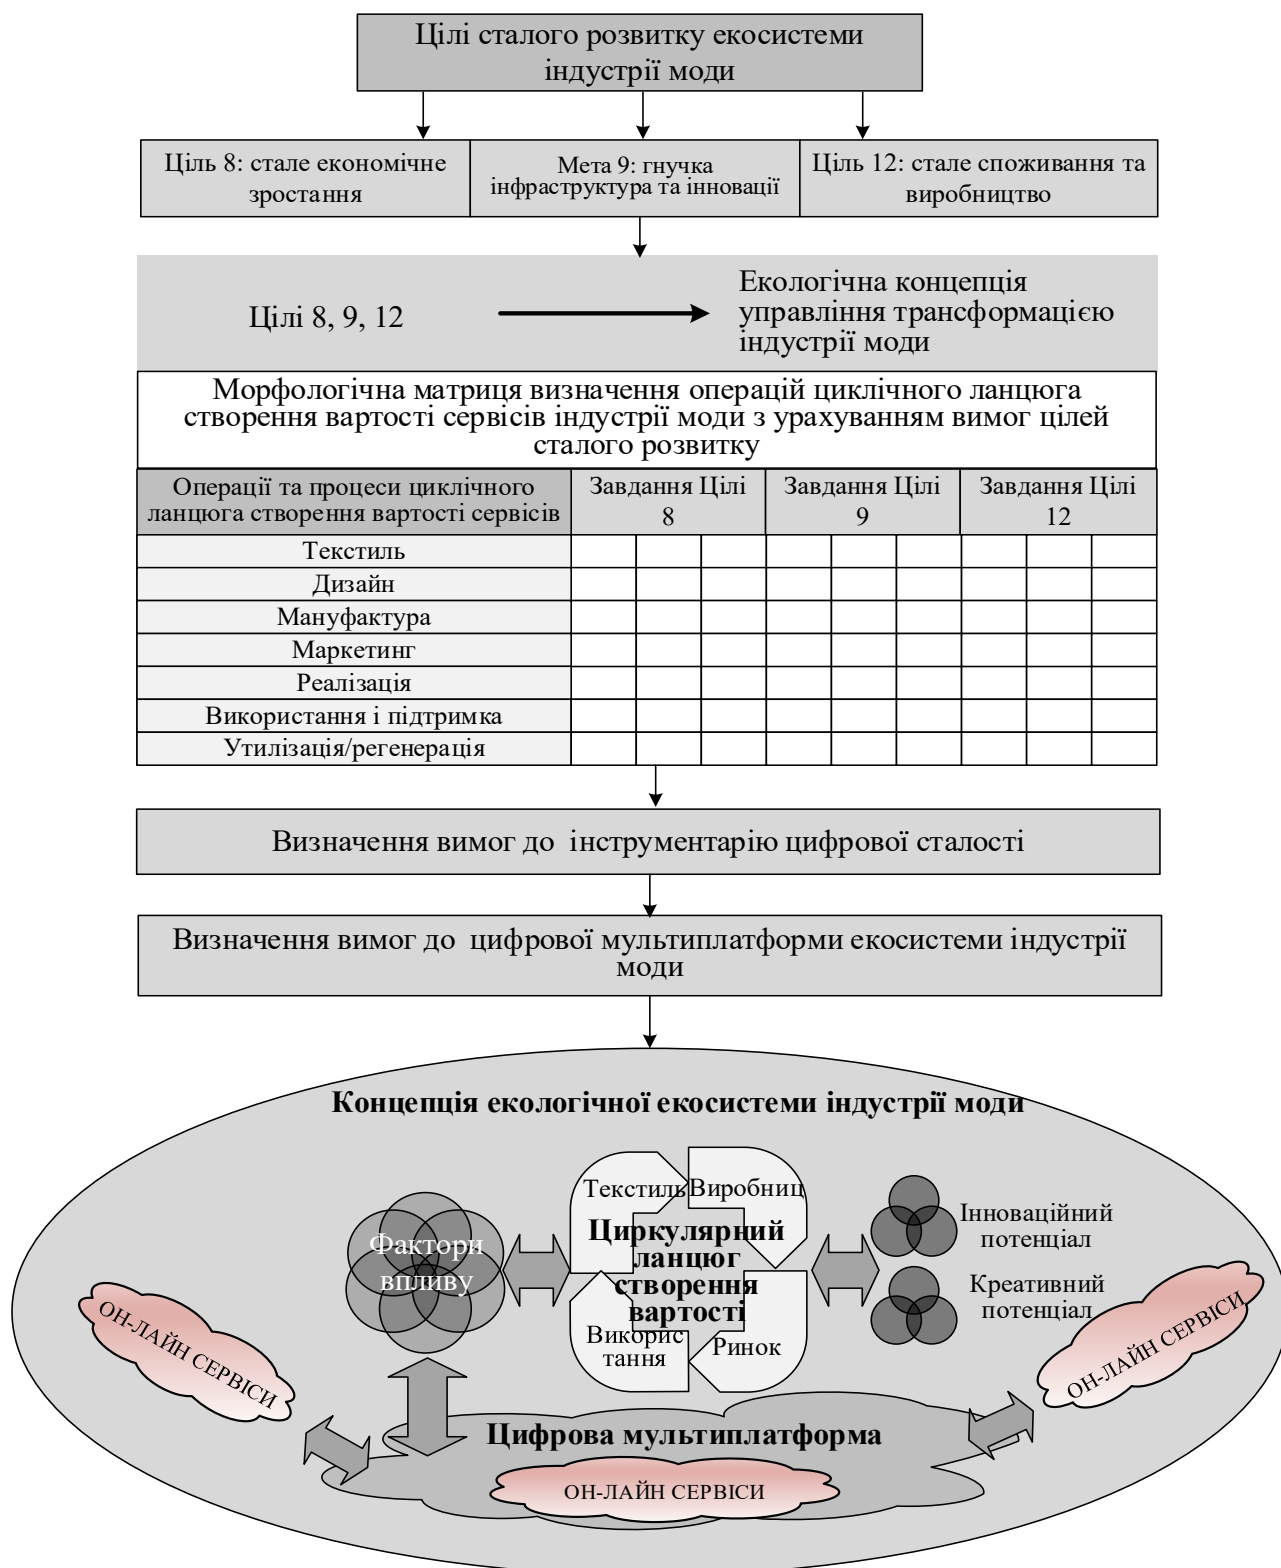 Цілі сталого розвитку екосистеми
індустрії моди
Ціль 8: стале економічне
зростання
Мета 9: гнучка
інфраструктура та інновації
Ціль 12: стале споживання та
виробництво
Цілі 8, 9, 12
Екологічна концепція
управління трансформацією
індустрії моди
Морфологічна матриця визначення операцій циклічного ланцюга
створення вартості сервісів індустрії моди з урахуванням вимог цілей
сталого розвитку
Операції та процеси циклічного
ланцюга створення вартості сервісів
Завдання Цілі
8
Завдання Цілі
9
Завдання Цілі
12
Текстиль
Дизайн
Мануфактура
Маркетинг
Реалізація
Використання і підтримка
Утилізація/регенерація
Визначення вимог до  інструментарію цифрової сталості
Визначення вимог до  цифрової мультиплатформи екосистеми індустрії
моди
Концепція екологічної екосистеми індустрії моди
Текстиль
Виробниц
Фактори
впливу
Циркулярний
ланцюг
створення
вартості
Викорис
тання
Ринок
Інноваційний
потенціал
Креативний
потенціал
ОН-ЛАЙН СЕРВІСИ
ОН-ЛАЙН СЕРВІСИ
Цифрова мультиплатформа
ОН-ЛАЙН СЕРВІСИ